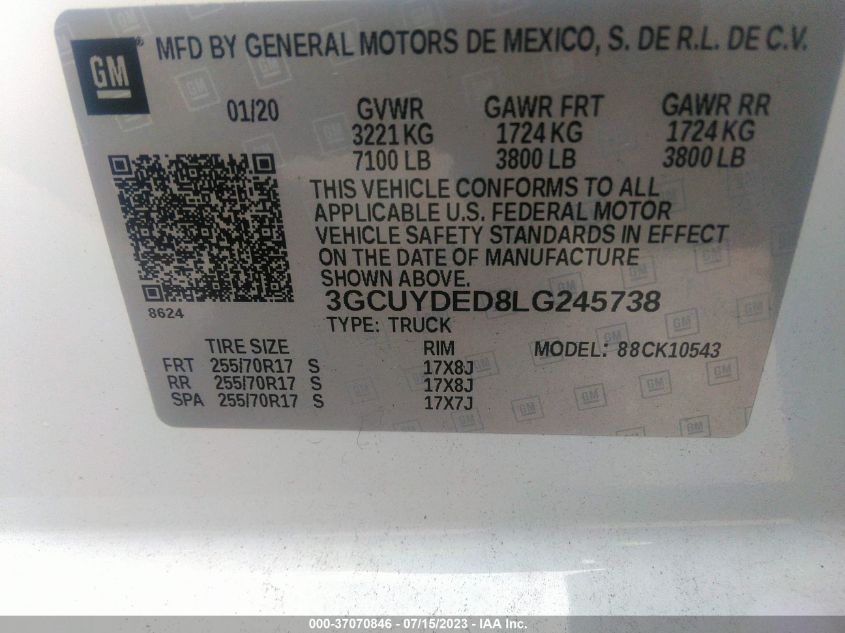 GM ®
MFD BY GENERAL MOTORS DE MEXICO, S. DE R.L. DE C.V.
01/20 GVWR GAWR FRT GAWR RR
3221 KG 1724 KG 1724 KG
7100 LB 3800 LB 3800 LB
THIS VEHICLE CONFORMS TO ALL
APPLICABLE U.S. FEDERAL MOTOR
VEHICLE SAFETY STANDARDS IN EFFECT
ON THE DATE OF MANUFACTURE
SHOWN ABOVE.
8624
3GCUYDED8LG245738
TYPE: TRUCK
TIRE SIZE RIM MODEL: 88CK10543
FRT 255/70R17 S 17X8J
RR 255/70R17 S 17X8J
SPA 255/70R17 S 17X7J
000-37070846 - 07/15/2023 - IAA Inc.